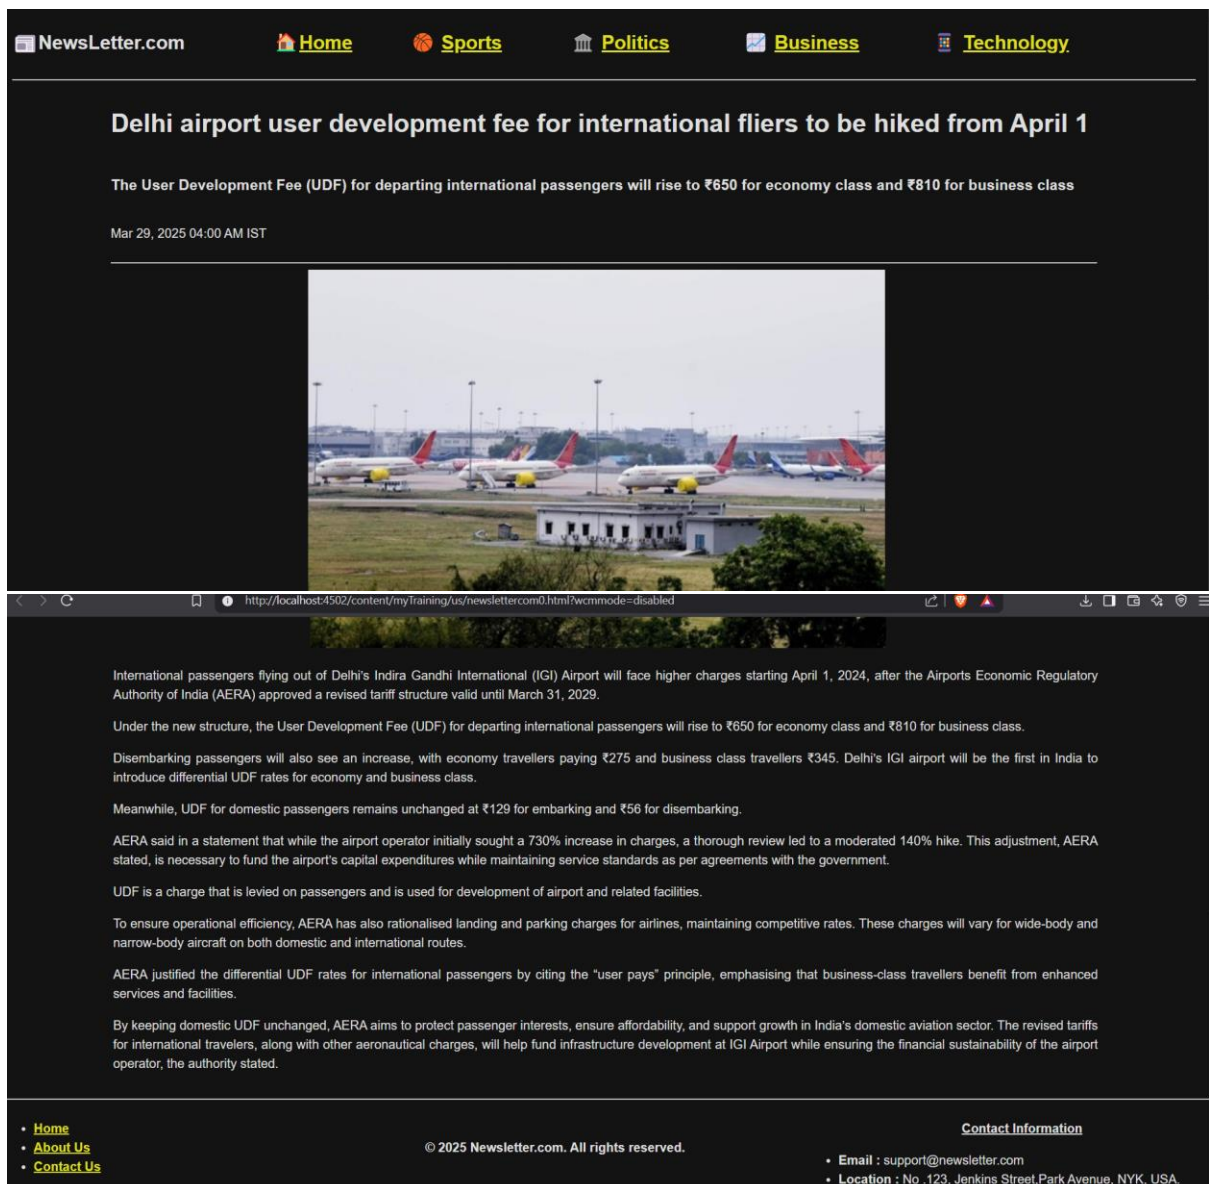 NewsLetter.com Home Sports Politics Business Technology
Delhi airport user development fee for international fliers to be hiked from April 1
The User Development Fee (UDF) for departing international passengers will rise to ₹650 for economy class and ₹810 for business class
Mar 29, 2025 04:00 AM IST
http://localhost:4502/content/myTraining/us/newslettercom0.html?wcmmode=disabled
International passengers flying out of Delhi's Indira Gandhi International (IGI) Airport will face higher charges starting April 1, 2024, after the Airports Economic Regulatory
Authority of India (AERA) approved a revised tariff structure valid until March 31, 2029.
Under the new structure, the User Development Fee (UDF) for departing international passengers will rise to ₹650 for economy class and ₹810 for business class.
Disembarking passengers will also see an increase, with economy travellers paying ₹275 and business class travellers ₹345. Delhi's IGI airport will be the first in India to
introduce differential UDF rates for economy and business class.
Meanwhile, UDF for domestic passengers remains unchanged at ₹129 for embarking and ₹56 for disembarking.
AERA said in a statement that while the airport operator initially sought a 730% increase in charges, a thorough review led to a moderated 140% hike. This adjustment, AERA
stated, is necessary to fund the airport's capital expenditures while maintaining service standards as per agreements with the government.
UDF is a charge that is levied on passengers and is used for development of airport and related facilities.
To ensure operational efficiency, AERA has also rationalised landing and parking charges for airlines, maintaining competitive rates. These charges will vary for wide-body and
narrow-body aircraft on both domestic and international routes.
AERA justified the differential UDF rates for international passengers by citing the “user pays” principle, emphasising that business-class travellers benefit from enhanced
services and facilities.
By keeping domestic UDF unchanged, AERA aims to protect passenger interests, ensure affordability, and support growth in India's domestic aviation sector. The revised tariffs
for international travelers, along with other aeronautical charges, will help fund infrastructure development at IGI Airport while ensuring the financial sustainability of the airport
operator, the authority stated.
• Home
• About Us
• Contact Us
© 2025 Newsletter.com. All rights reserved.
Contact Information
• Email : support@newsletter.com
• Location : No .123, Jenkins Street,Park Avenue, NYK, USA.